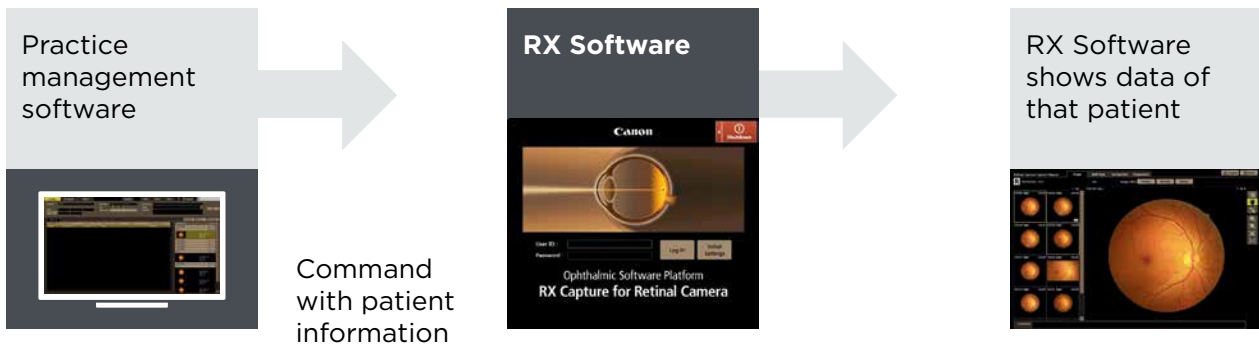 Practice
management
software
Command
with patient
information
RX Software
Canon
Shutdown
User ID :
Password
Log In
Initial
Settings
Ophthalmic Software Platform
RX Capture for Retinal Camera
RX Software
shows data of
that patient